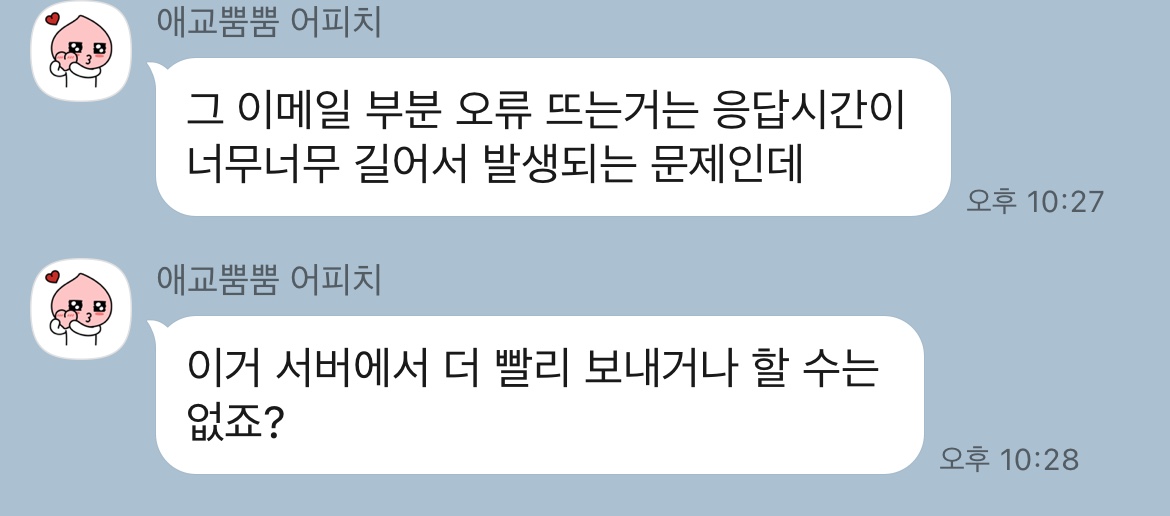 애교뿜뿜 어피치
그 이메일 부분 오류 뜨는거는 응답시간이
너무너무 길어서 발생되는 문제인데
오후 10:27
애교뿜뿜 어피치
이거 서버에서 더 빨리 보내거나 할 수는
없죠?
오후 10:28